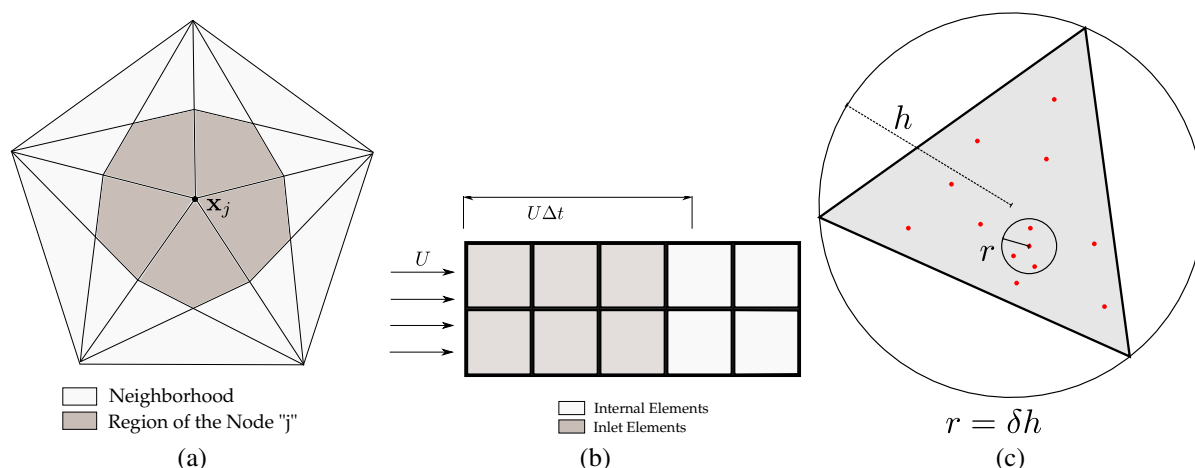 x_j
Neighborhood
Region of the Node "j"
(a)
UΔt
U
Internal Elements
Inlet Elements
(b)
h
r
r = δh
(c)